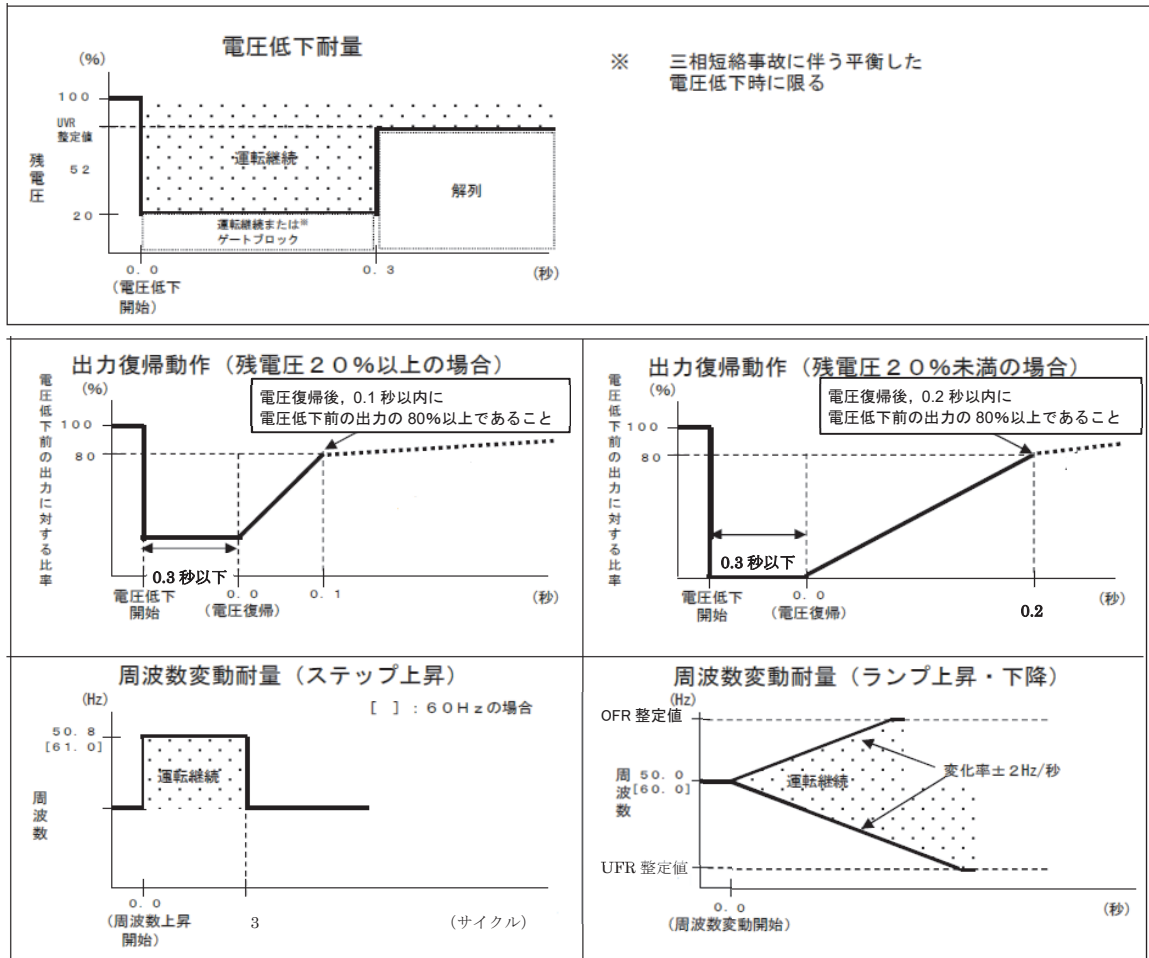 電圧低下耐量
(%)
100
UVR
整定値
52
20
残電圧
運転継続
運転継続または※
ゲートブロック
解列
0.0
(電圧低下
開始)
0.3
(秒)
※ 三相短絡事故に伴う平衡した
電圧低下時に限る
出力復帰動作(残電圧20%以上の場合)
電圧低下前の出力に対する比率
(%)
100
80
電圧復帰後,0.1 秒以内に
電圧低下前の出力の 80%以上であること
0.3 秒以下
電圧低下
開始
0.0
(電圧復帰)
0.1
(秒)
出力復帰動作(残電圧20%未満の場合)
電圧低下前の出力に対する比率
(%)
100
80
電圧復帰後,0.2 秒以内に
電圧低下前の出力の 80%以上であること
0.3 秒以下
電圧低下
開始
0.0
(電圧復帰)
0.2
(秒)
周波数変動耐量(ステップ上昇)
(Hz)
[ ]:60Hzの場合
50.8
[61.0]
運転継続
周波数
0.0
(周波数上昇
開始)
3
(サイクル)
周波数変動耐量(ランプ上昇・下降)
(Hz)
OFR 整定値
周波数
50.0
[60.0]
運転継続
変化率±2Hz/秒
UFR 整定値
0.0
(周波数変動開始)
(秒)